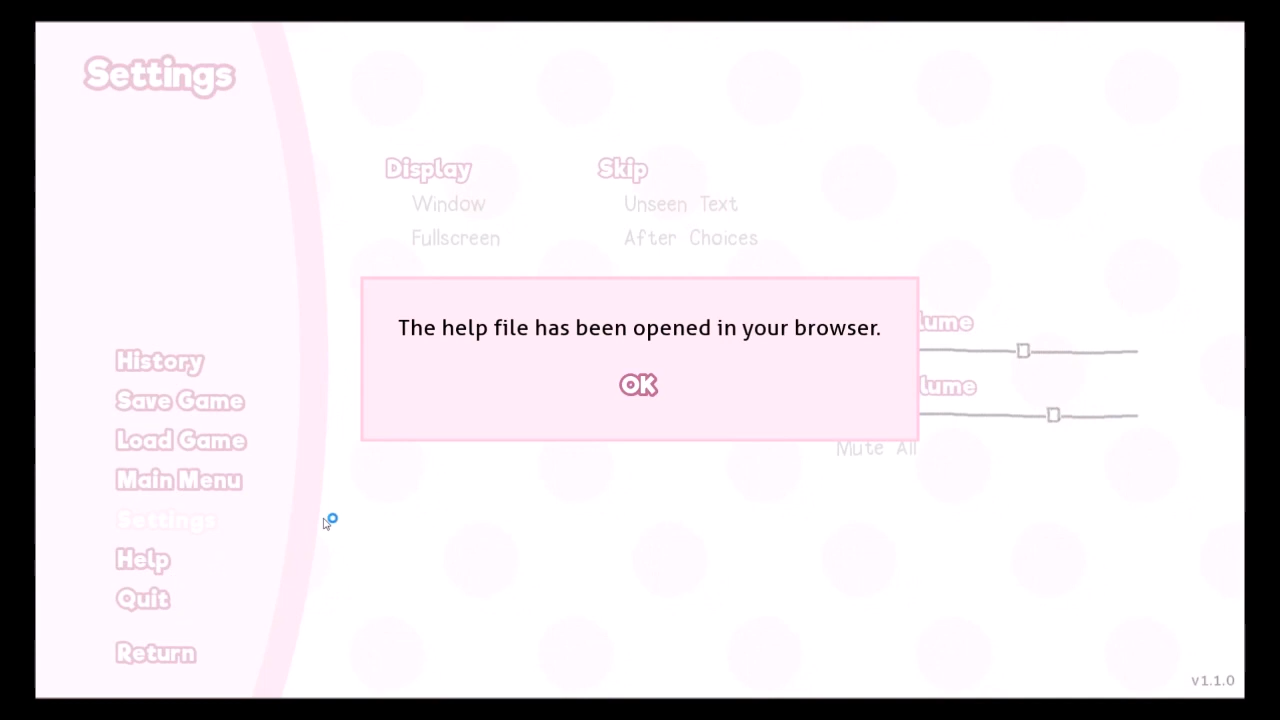 Settings
Display
Skip
Window
Unseen Text
Fullscreen
After Choices
The help file has been opened in your browser.
OK
History
Save Game
Load Game
Main Menu
Settings
Help
Quit
Return
Mute All
v1.1.0